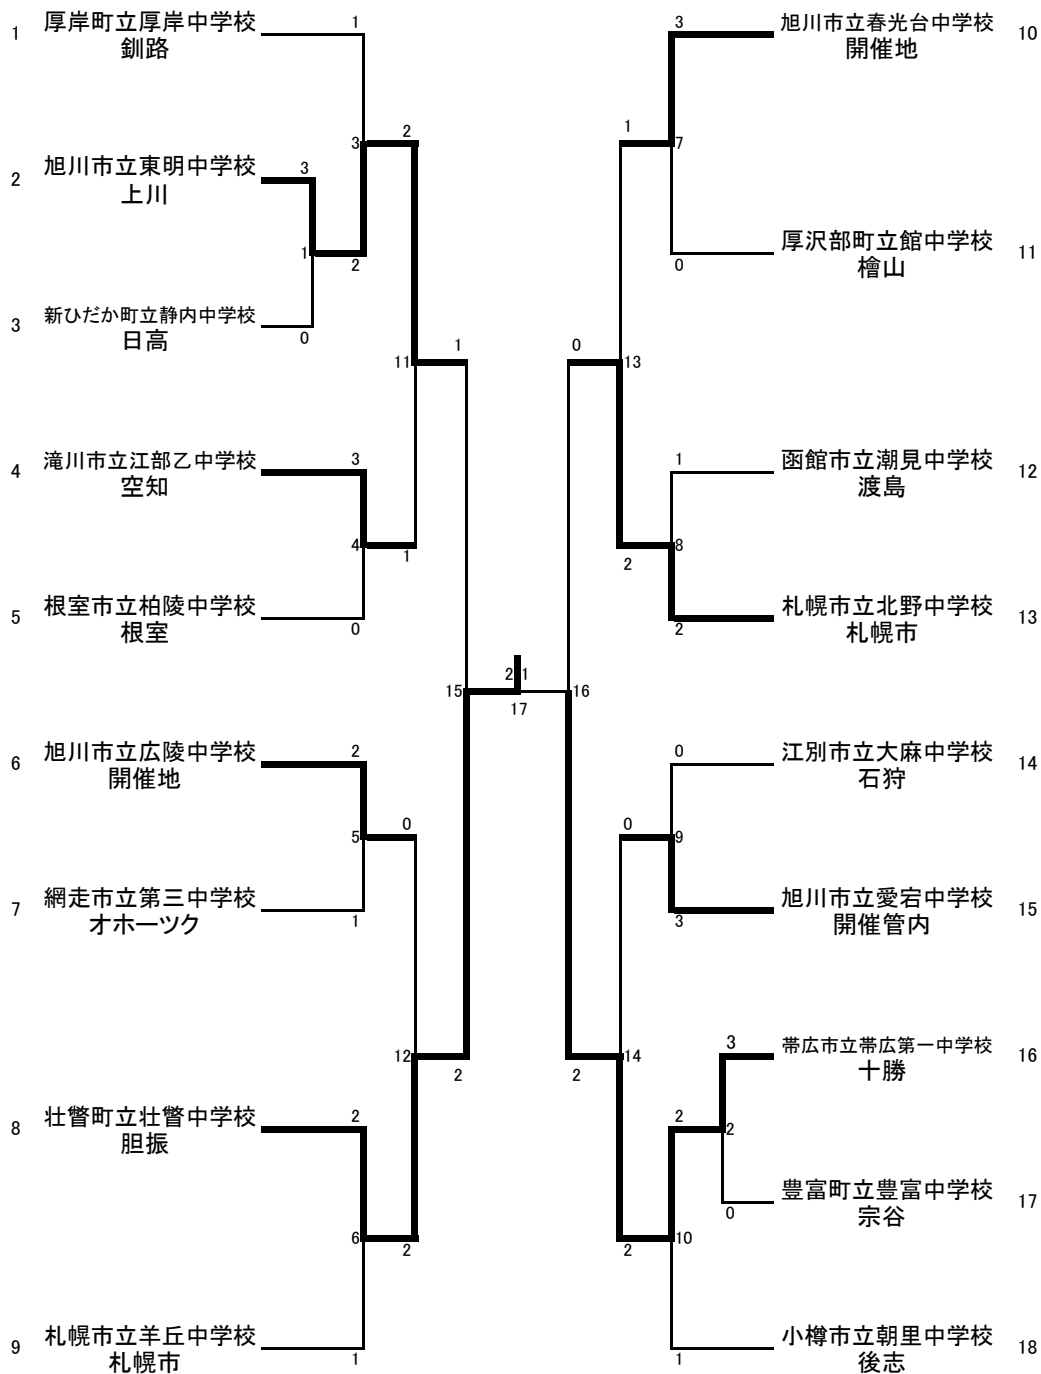 1 厚岸町立厚岸中学校 1
釧路
2 旭川市立東明中学校 3
上川
3 2
1 2
3 新ひだか町立静内中学校 0
日高
11 1
4 滝川市立江部乙中学校 3
空知
4 1
5 根室市立柏陵中学校 0
根室
15 2 1 16
17
6 旭川市立広陵中学校 2
開催地
5 0
7 網走市立第三中学校 1
オホーツク
12 2
8 壮瞥町立壮瞥中学校 2
胆振
6 2
9 札幌市立羊丘中学校 1
札幌市
3 旭川市立春光台中学校 10
開催地
1 7
0 厚沢部町立館中学校 11
檜山
0 13
1 函館市立潮見中学校 12
渡島
2 8
2 札幌市立北野中学校 13
札幌市
0 江別市立大麻中学校 14
石狩
0 9
3 旭川市立愛宕中学校 15
開催管内
2 14
3 帯広市立帯広第一中学校 16
十勝
2 2
0 豊富町立豊富中学校 17
宗谷
2 10
1 小樽市立朝里中学校 18
後志